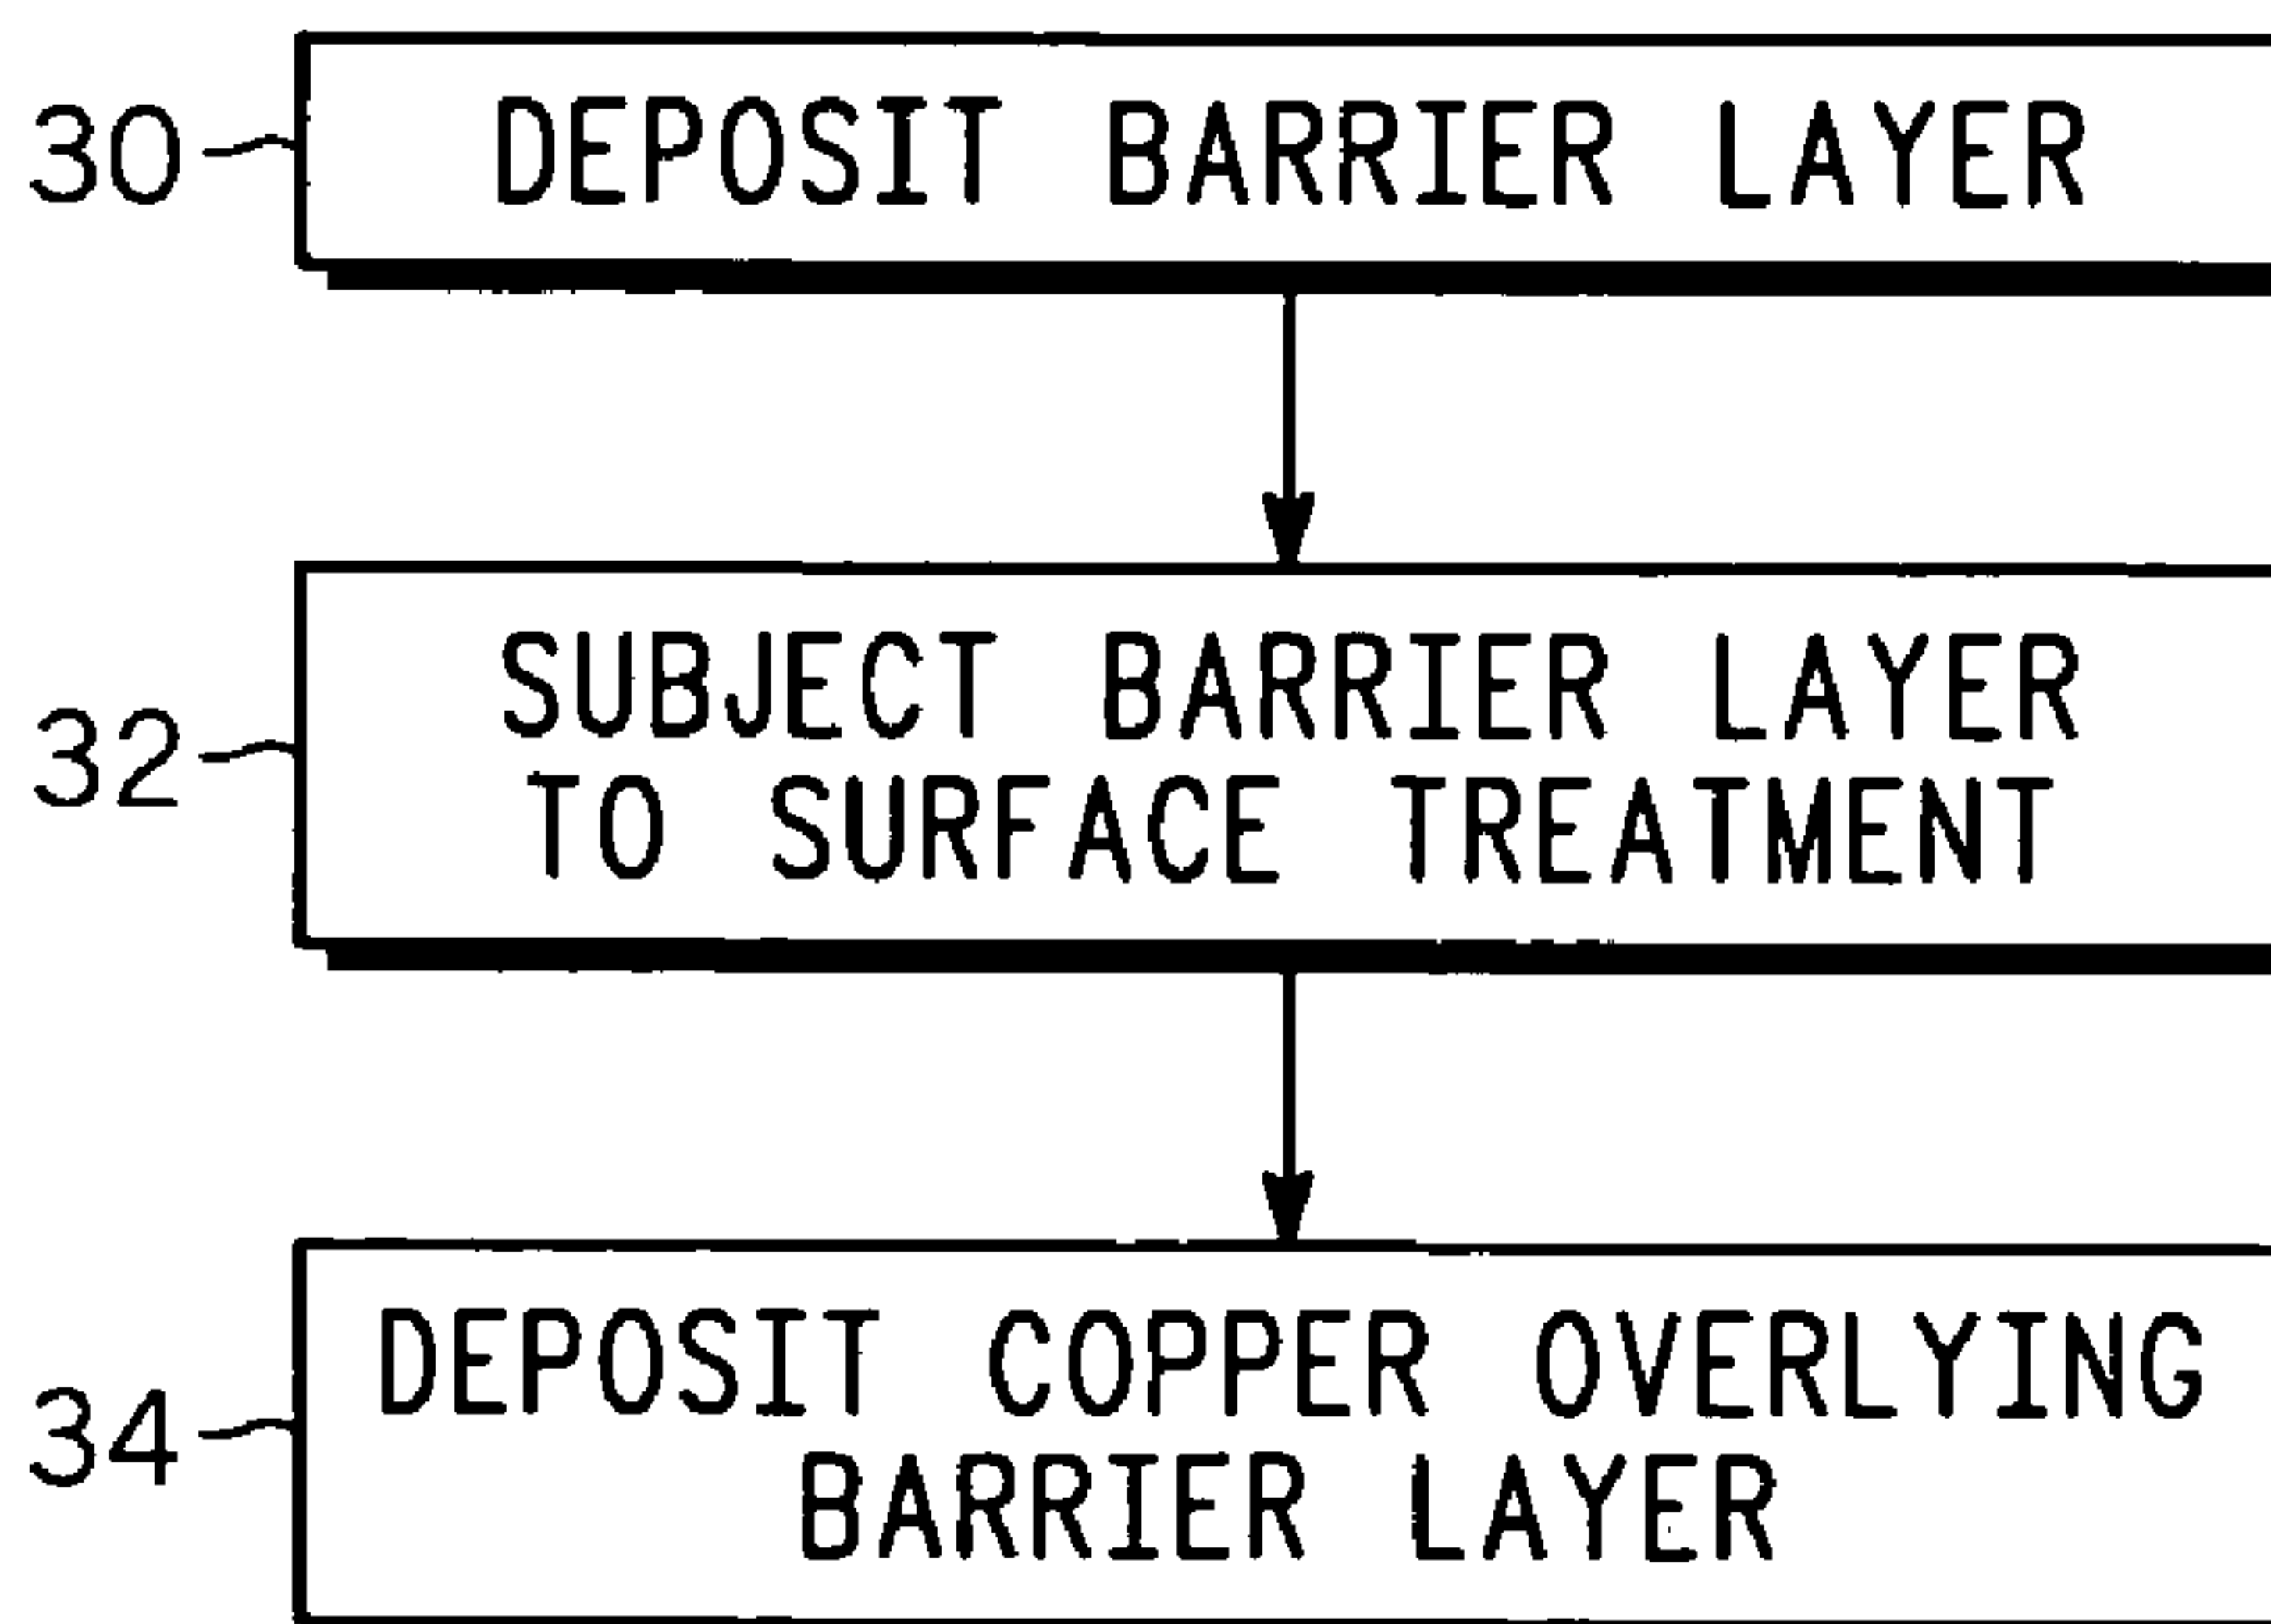 30
DEPOSIT BARRIER LAYER
32
SUBJECT BARRIER LAYER
TO SURFACE TREATMENT
34
DEPOSIT COPPER OVERLYING
BARRIER LAYER